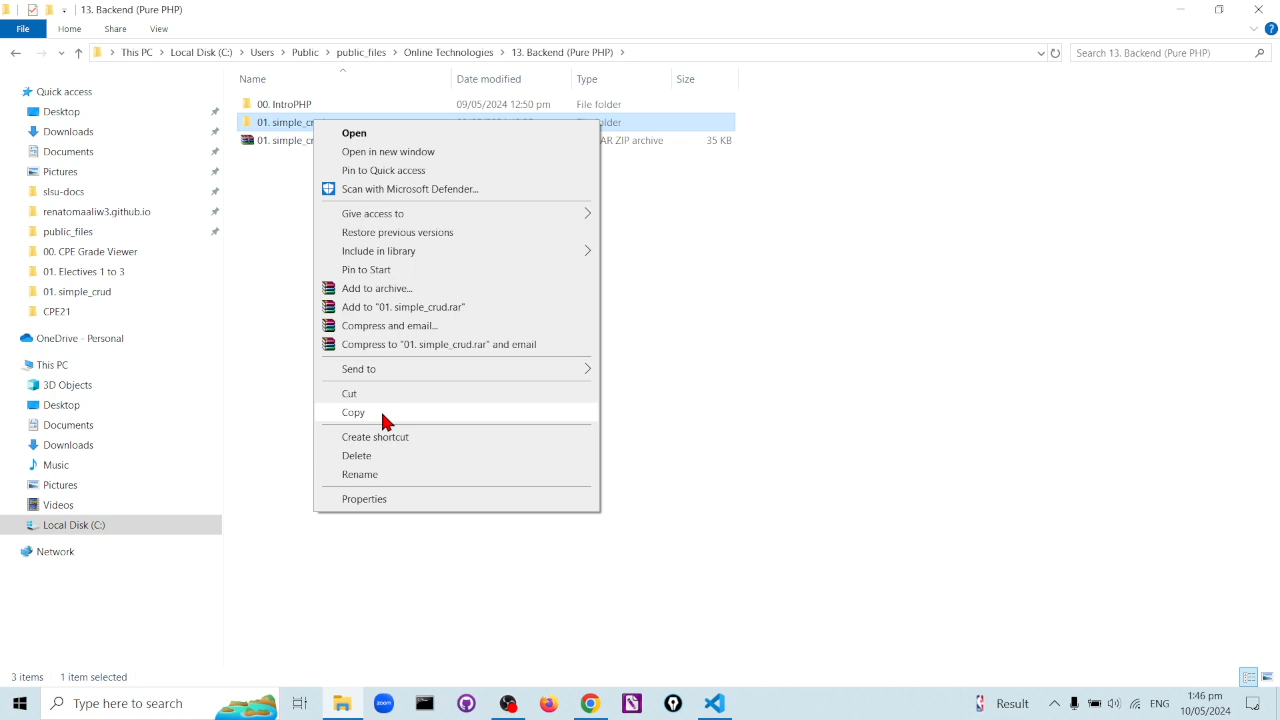 13. Backend (Pure PHP)
File Home Share View
This PC Local Disk (C:) Users Public public_files Online Technologies 13. Backend (Pure PHP)
Search 13. Backend (Pure PHP)
Name Date modified Type Size
Quick access
Desktop
Downloads
Documents
Pictures
slsu-docs
renatomaaliw3.github.io
public_files
00. CPE Grade Viewer
01. Electives 1 to 3
01. simple_crud
CPE21
OneDrive - Personal
This PC
3D Objects
Desktop
Documents
Downloads
Music
Pictures
Videos
Local Disk (C:)
Network
00. IntroPHP 09/05/2024 12:50 pm File folder
01. simple_cr
01. simple_cr AR ZIP archive 35 KB
Open
Open in new window
Pin to Quick access
Scan with Microsoft Defender...
Give access to
Restore previous versions
Include in library
Pin to Start
Add to archive...
Add to "01. simple_crud.rar"
Compress and email...
Compress to "01. simple_crud.rar" and email
Send to
Cut
Copy
Create shortcut
Delete
Rename
Properties
3 items 1 item selected
Type here to search
zoom
Result
ENG
1:46 pm
10/05/2024